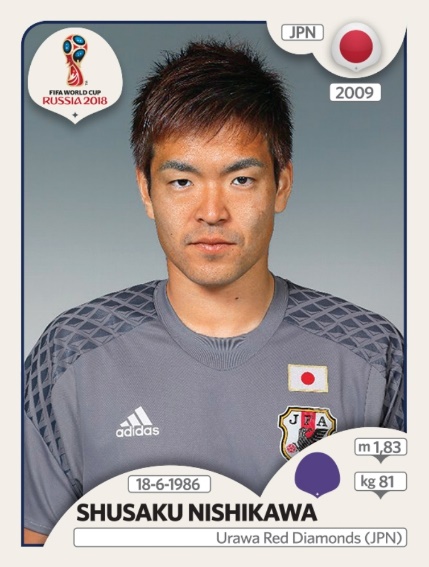 JPN
FIFA WORLD CUP
RUSSIA 2018
2009
adidas
JFA
m 1,83
kg 81
18-6-1986
SHUSAKU NISHIKAWA
Urawa Red Diamonds (JPN)